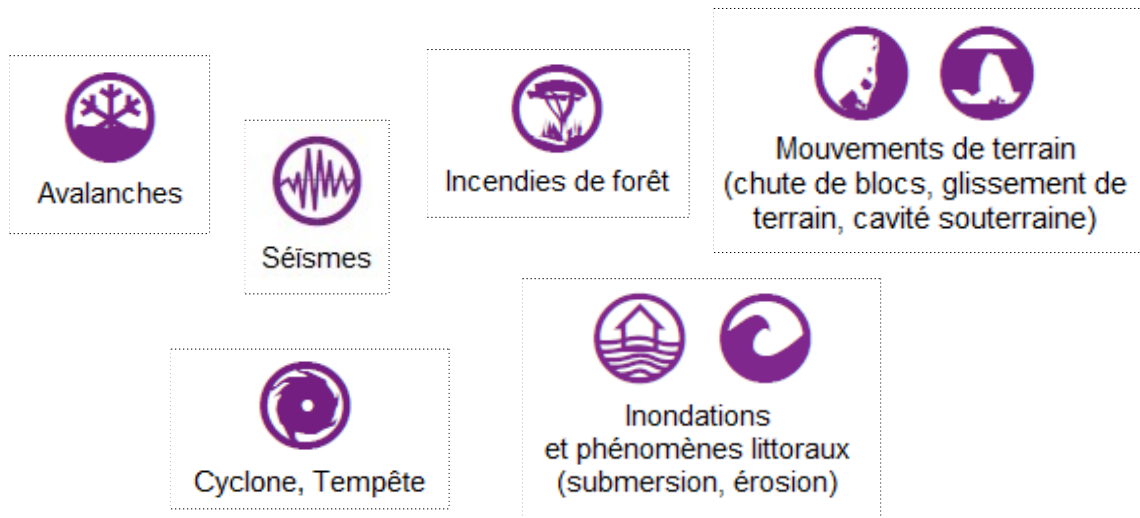 Avalanches
Séïsmes
Incendies de forêt
Mouvements de terrain
(chute de blocs, glissement de
terrain, cavité souterraine)
Cyclone, Tempête
Inondations
et phénomènes littoraux
(submersion, érosion)